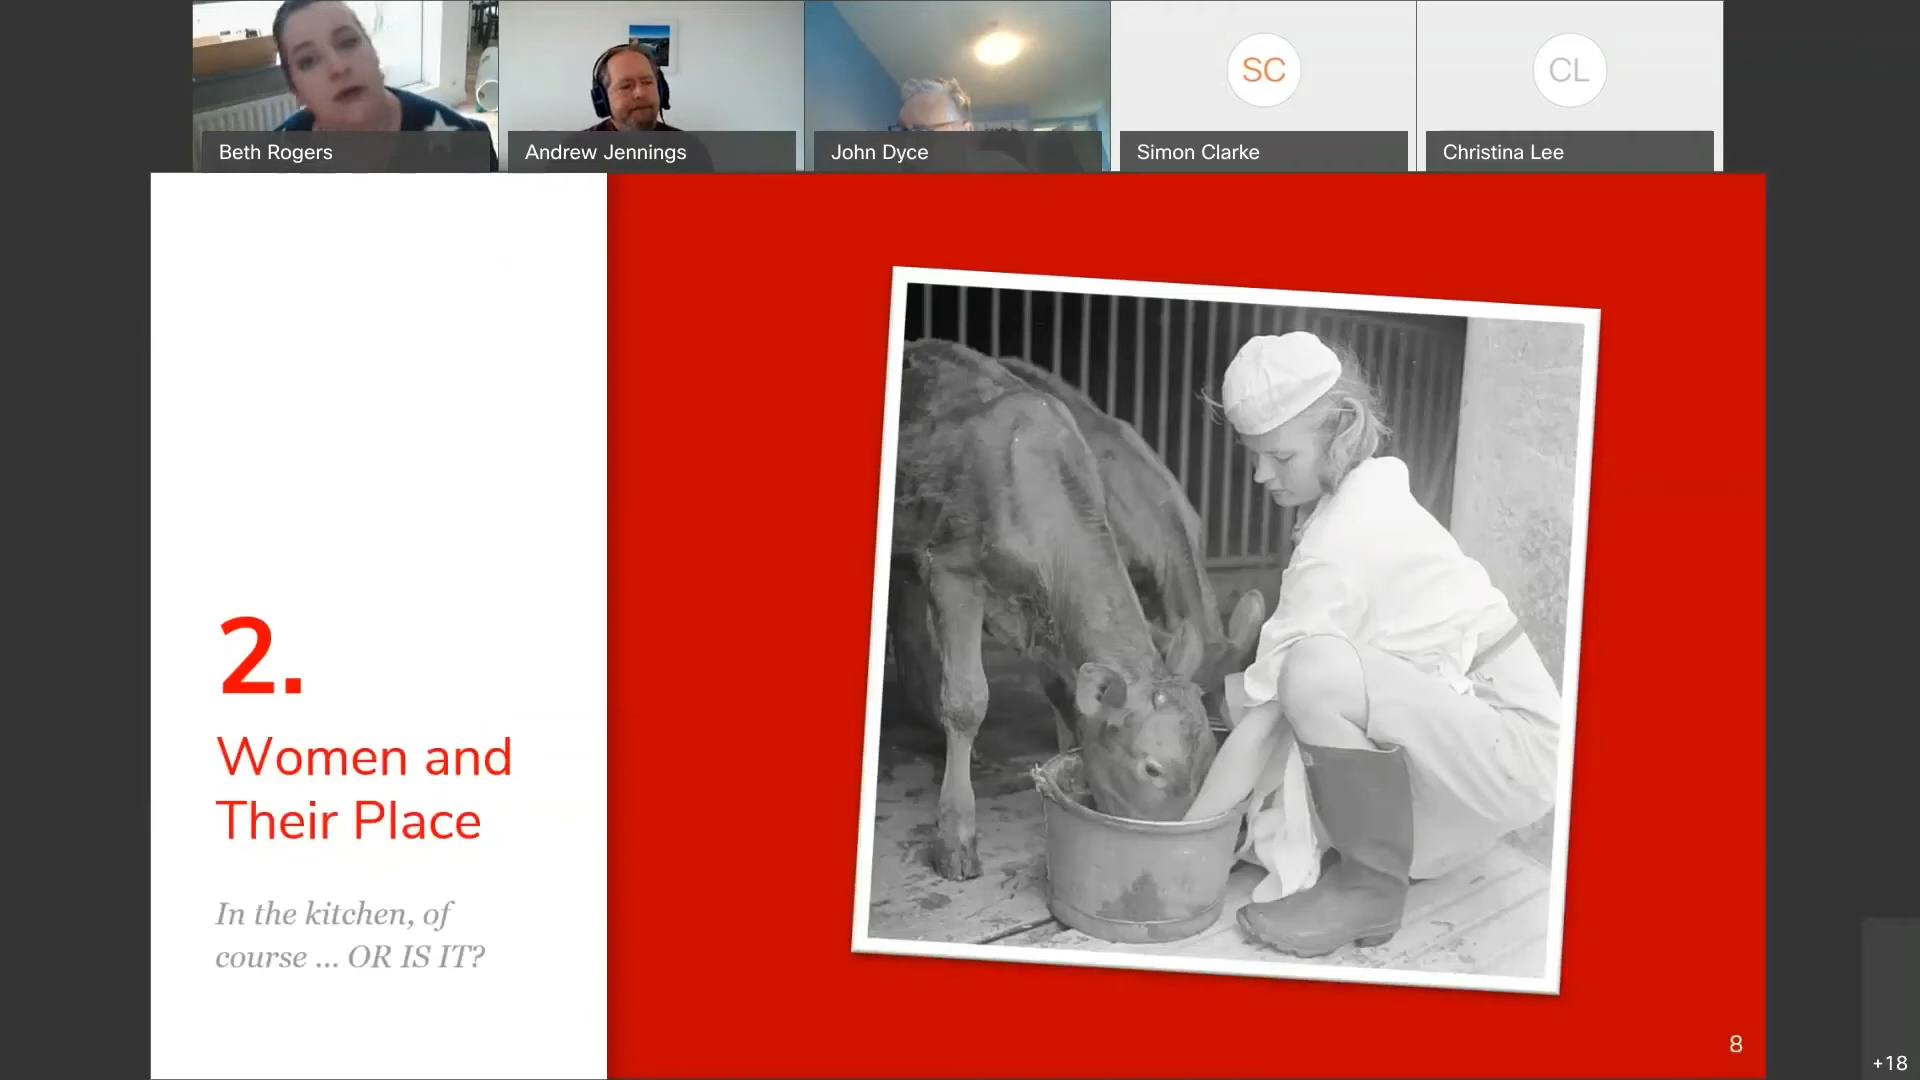 Beth Rogers
Andrew Jennings
John Dyce
SC
Simon Clarke
CL
Christina Lee
2.
Women and
Their Place
In the kitchen, of
course ... OR IS IT?
8
+18